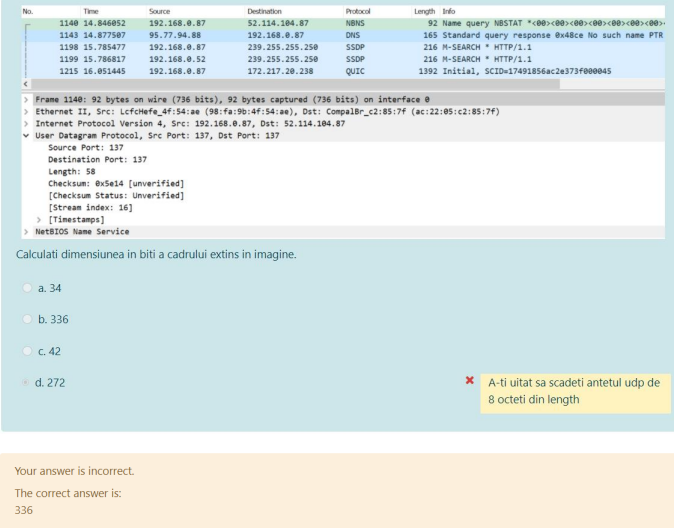 No. Time Source Destination Protocol Length Info
1140 14.846052 192.168.0.87 52.114.104.87 NBNS 92 Name query NBSTAT *<00><00><00><00><00><00><00>
1143 14.877507 95.77.94.88 192.168.0.87 DNS 165 Standard query response 0x48ce No such name PTR
1198 15.785477 192.168.0.87 239.255.255.250 SSDP 216 M-SEARCH * HTTP/1.1
1199 15.786817 192.168.0.52 239.255.255.250 SSDP 216 M-SEARCH * HTTP/1.1
1215 16.051445 192.168.0.87 172.217.20.238 QUIC 1392 Initial, SCID=17491856ac2e373f000045
Frame 1140: 92 bytes on wire (736 bits), 92 bytes captured (736 bits) on interface 0
Ethernet II, Src: LcfcHefe_4f:54:ae (98:fa:9b:4f:54:ae), Dst: CompalBr_c2:85:7f (ac:22:05:c2:85:7f)
Internet Protocol Version 4, Src: 192.168.0.87, Dst: 52.114.104.87
User Datagram Protocol, Src Port: 137, Dst Port: 137
Source Port: 137
Destination Port: 137
Length: 58
Checksum: 0x5e14 [unverified]
[Checksum Status: Unverified]
[Stream index: 16]
[Timestamps]
NetBIOS Name Service
Calculati dimensiunea in biti a cadrului extins in imagine.
a. 34
b. 336
c. 42
d. 272
A-ti uitat sa scadeti antetul udp de
8 octeti din length
Your answer is incorrect.
The correct answer is:
336